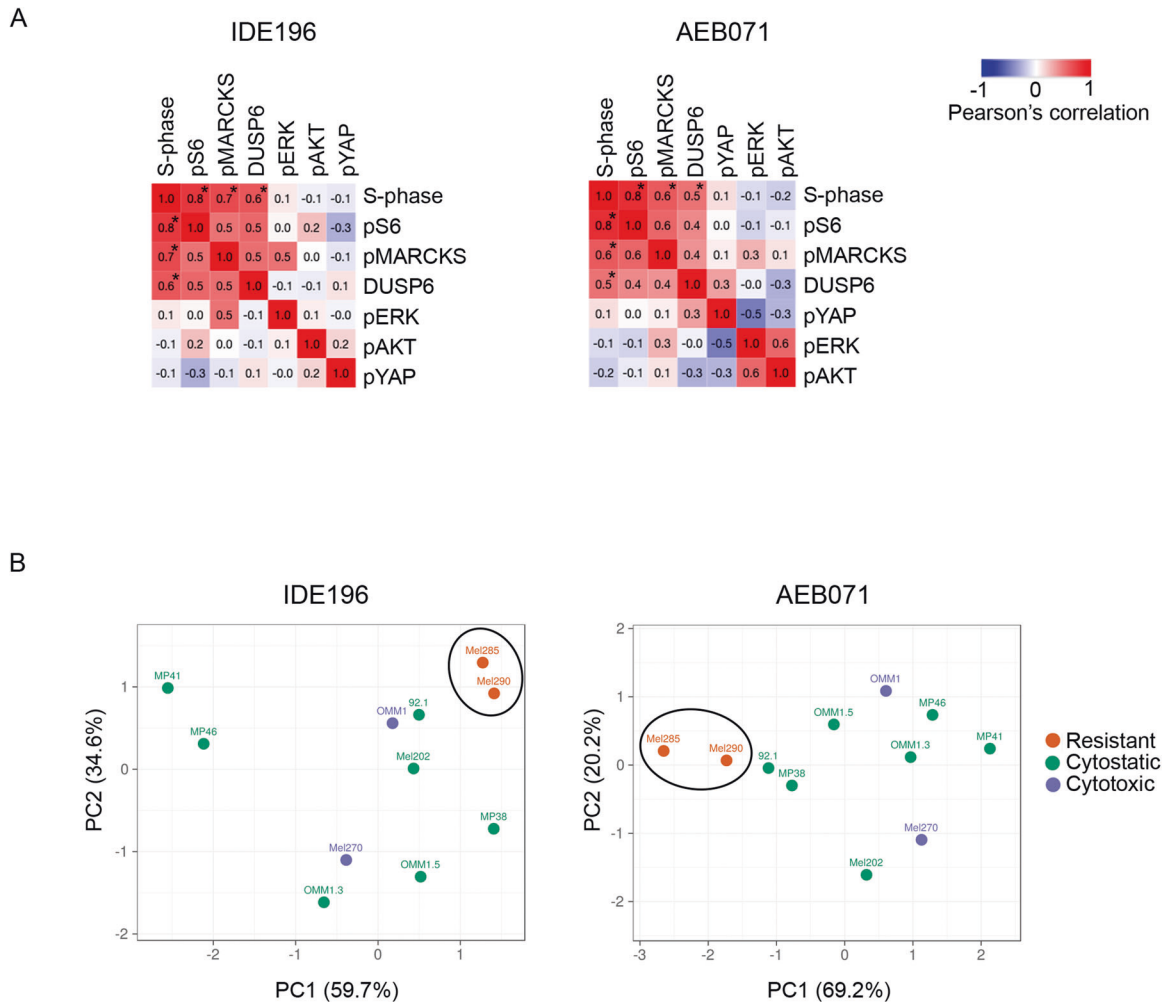 A
IDE196
AEB071
-1 0 1
Pearson's correlation
S-phase pS6 pMARCKS DUSP6 pERK pAKT pYAP
S-phase pS6 pMARCKS DUSP6 pYAP pERK pAKT
1.0 0.8* 0.7* 0.6* 0.1 -0.1 -0.1 S-phase
0.8* 1.0 0.5 0.5 0.0 0.2 -0.3 pS6
0.7* 0.5 1.0 0.5 0.5 0.0 -0.1 pMARCKS
0.6* 0.5 0.5 1.0 -0.1 -0.1 0.1 DUSP6
0.1 0.0 0.5 -0.1 1.0 0.1 -0.0 pERK
-0.1 0.2 0.0 -0.1 0.1 1.0 0.2 pAKT
-0.1 -0.3 -0.1 0.1 -0.0 0.2 1.0 pYAP
1.0 0.8* 0.6* 0.5* 0.1 -0.1 -0.2 S-phase
0.8* 1.0 0.6 0.4 0.0 -0.1 -0.1 pS6
0.6* 0.6 1.0 0.4 0.1 0.3 0.1 pMARCKS
0.5* 0.4 0.4 1.0 0.3 -0.0 -0.3 DUSP6
0.1 0.0 0.1 0.3 1.0 -0.5 -0.3 pYAP
-0.1 -0.1 0.3 -0.0 -0.5 1.0 0.6 pERK
-0.2 -0.1 0.1 -0.3 -0.3 0.6 1.0 pAKT
B
IDE196
PC2 (34.6%)
1
0
-1
-2
Mel285
MP41
Mel290
92.1
OMM1
MP46
Mel202
MP38
Mel270
OMM1.5
OMM1.3
-2 -1 0 1
PC1 (59.7%)
AEB071
PC2 (20.2%)
2
1
0
-1
-2
OMM1
MP46
OMM1.5
Mel285
MP41
Mel290
OMM1.3
92.1
MP38
Mel270
Mel202
-3 -2 -1 0 1 2
PC1 (69.2%)
Resistant
Cytostatic
Cytotoxic